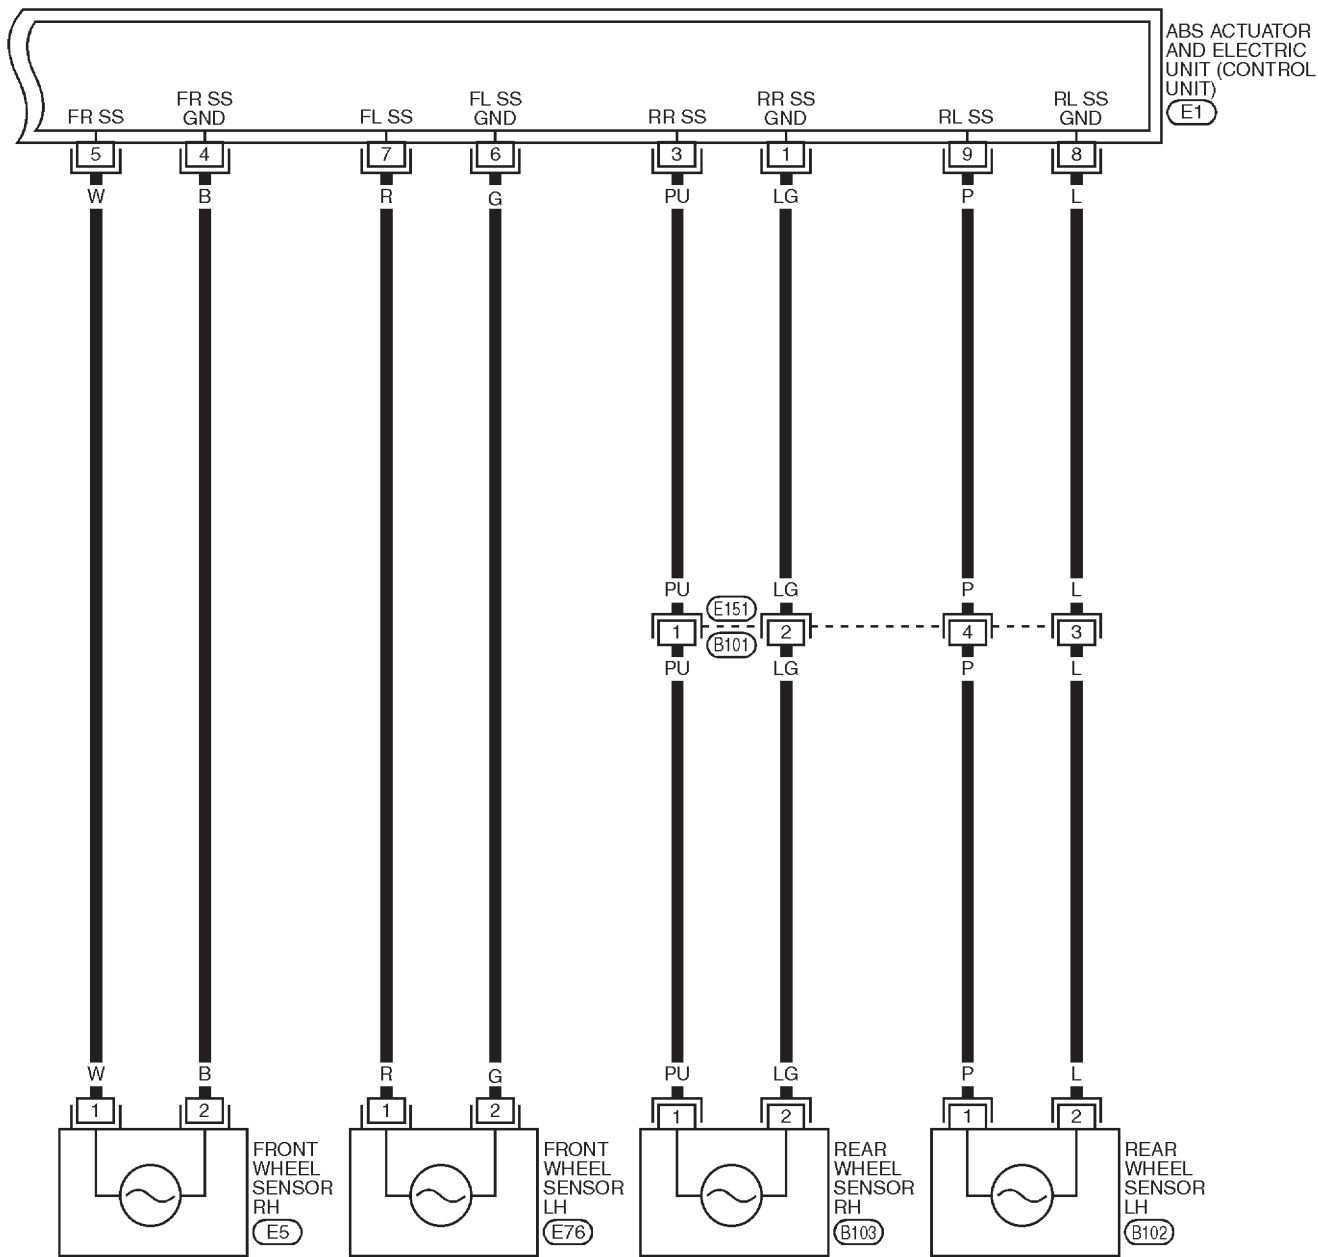 ABS ACTUATOR
AND ELECTRIC
UNIT (CONTROL
UNIT)
E1
FR SS
FR SS
GND
FL SS
FL SS
GND
RR SS
RR SS
GND
RL SS
RL SS
GND
5 4 7 6 3 1 9 8
W B R G PU LG P L
PU LG P L
E151
1 2 4 3
B101
PU LG P L
W B R G PU LG P L
1 2 1 2 1 2 1 2
FRONT
WHEEL
SENSOR
RH
E5
FRONT
WHEEL
SENSOR
LH
E76
REAR
WHEEL
SENSOR
RH
B103
REAR
WHEEL
SENSOR
LH
B102